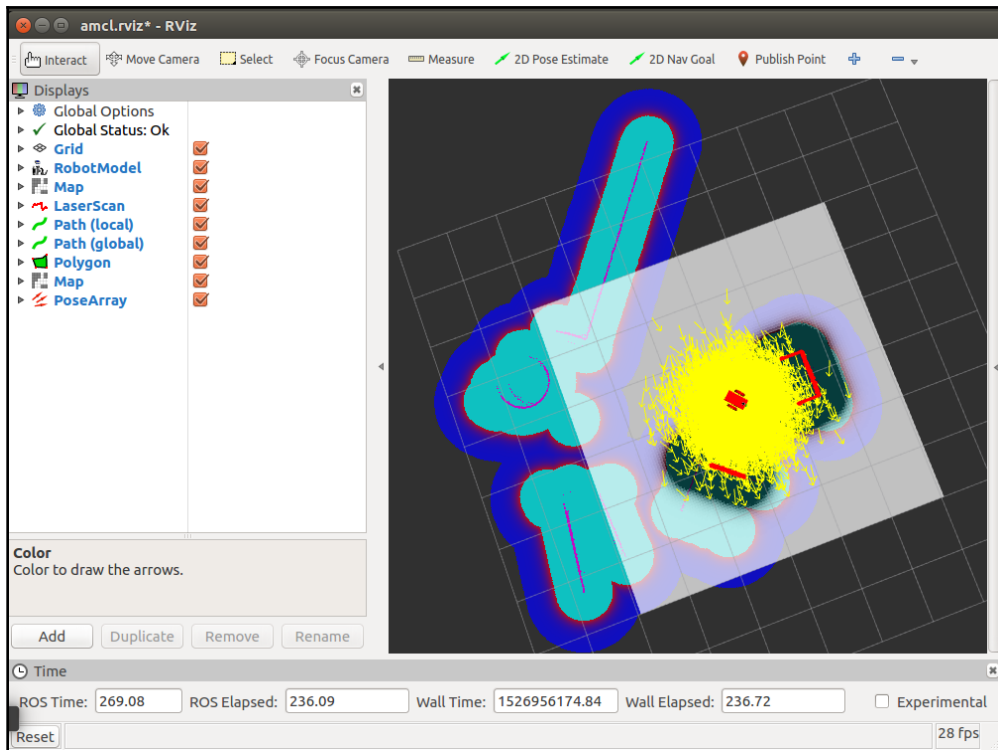 amcl.rviz* - RViz
Interact Move Camera Select Focus Camera Measure 2D Pose Estimate 2D Nav Goal Publish Point
Displays
Global Options
Global Status: Ok
Grid
RobotModel
Map
LaserScan
Path (local)
Path (global)
Polygon
Map
PoseArray
Color
Color to draw the arrows.
Add Duplicate Remove Rename
Time
ROS Time: 269.08 ROS Elapsed: 236.09 Wall Time: 1526956174.84 Wall Elapsed: 236.72 Experimental
Reset 28 fps